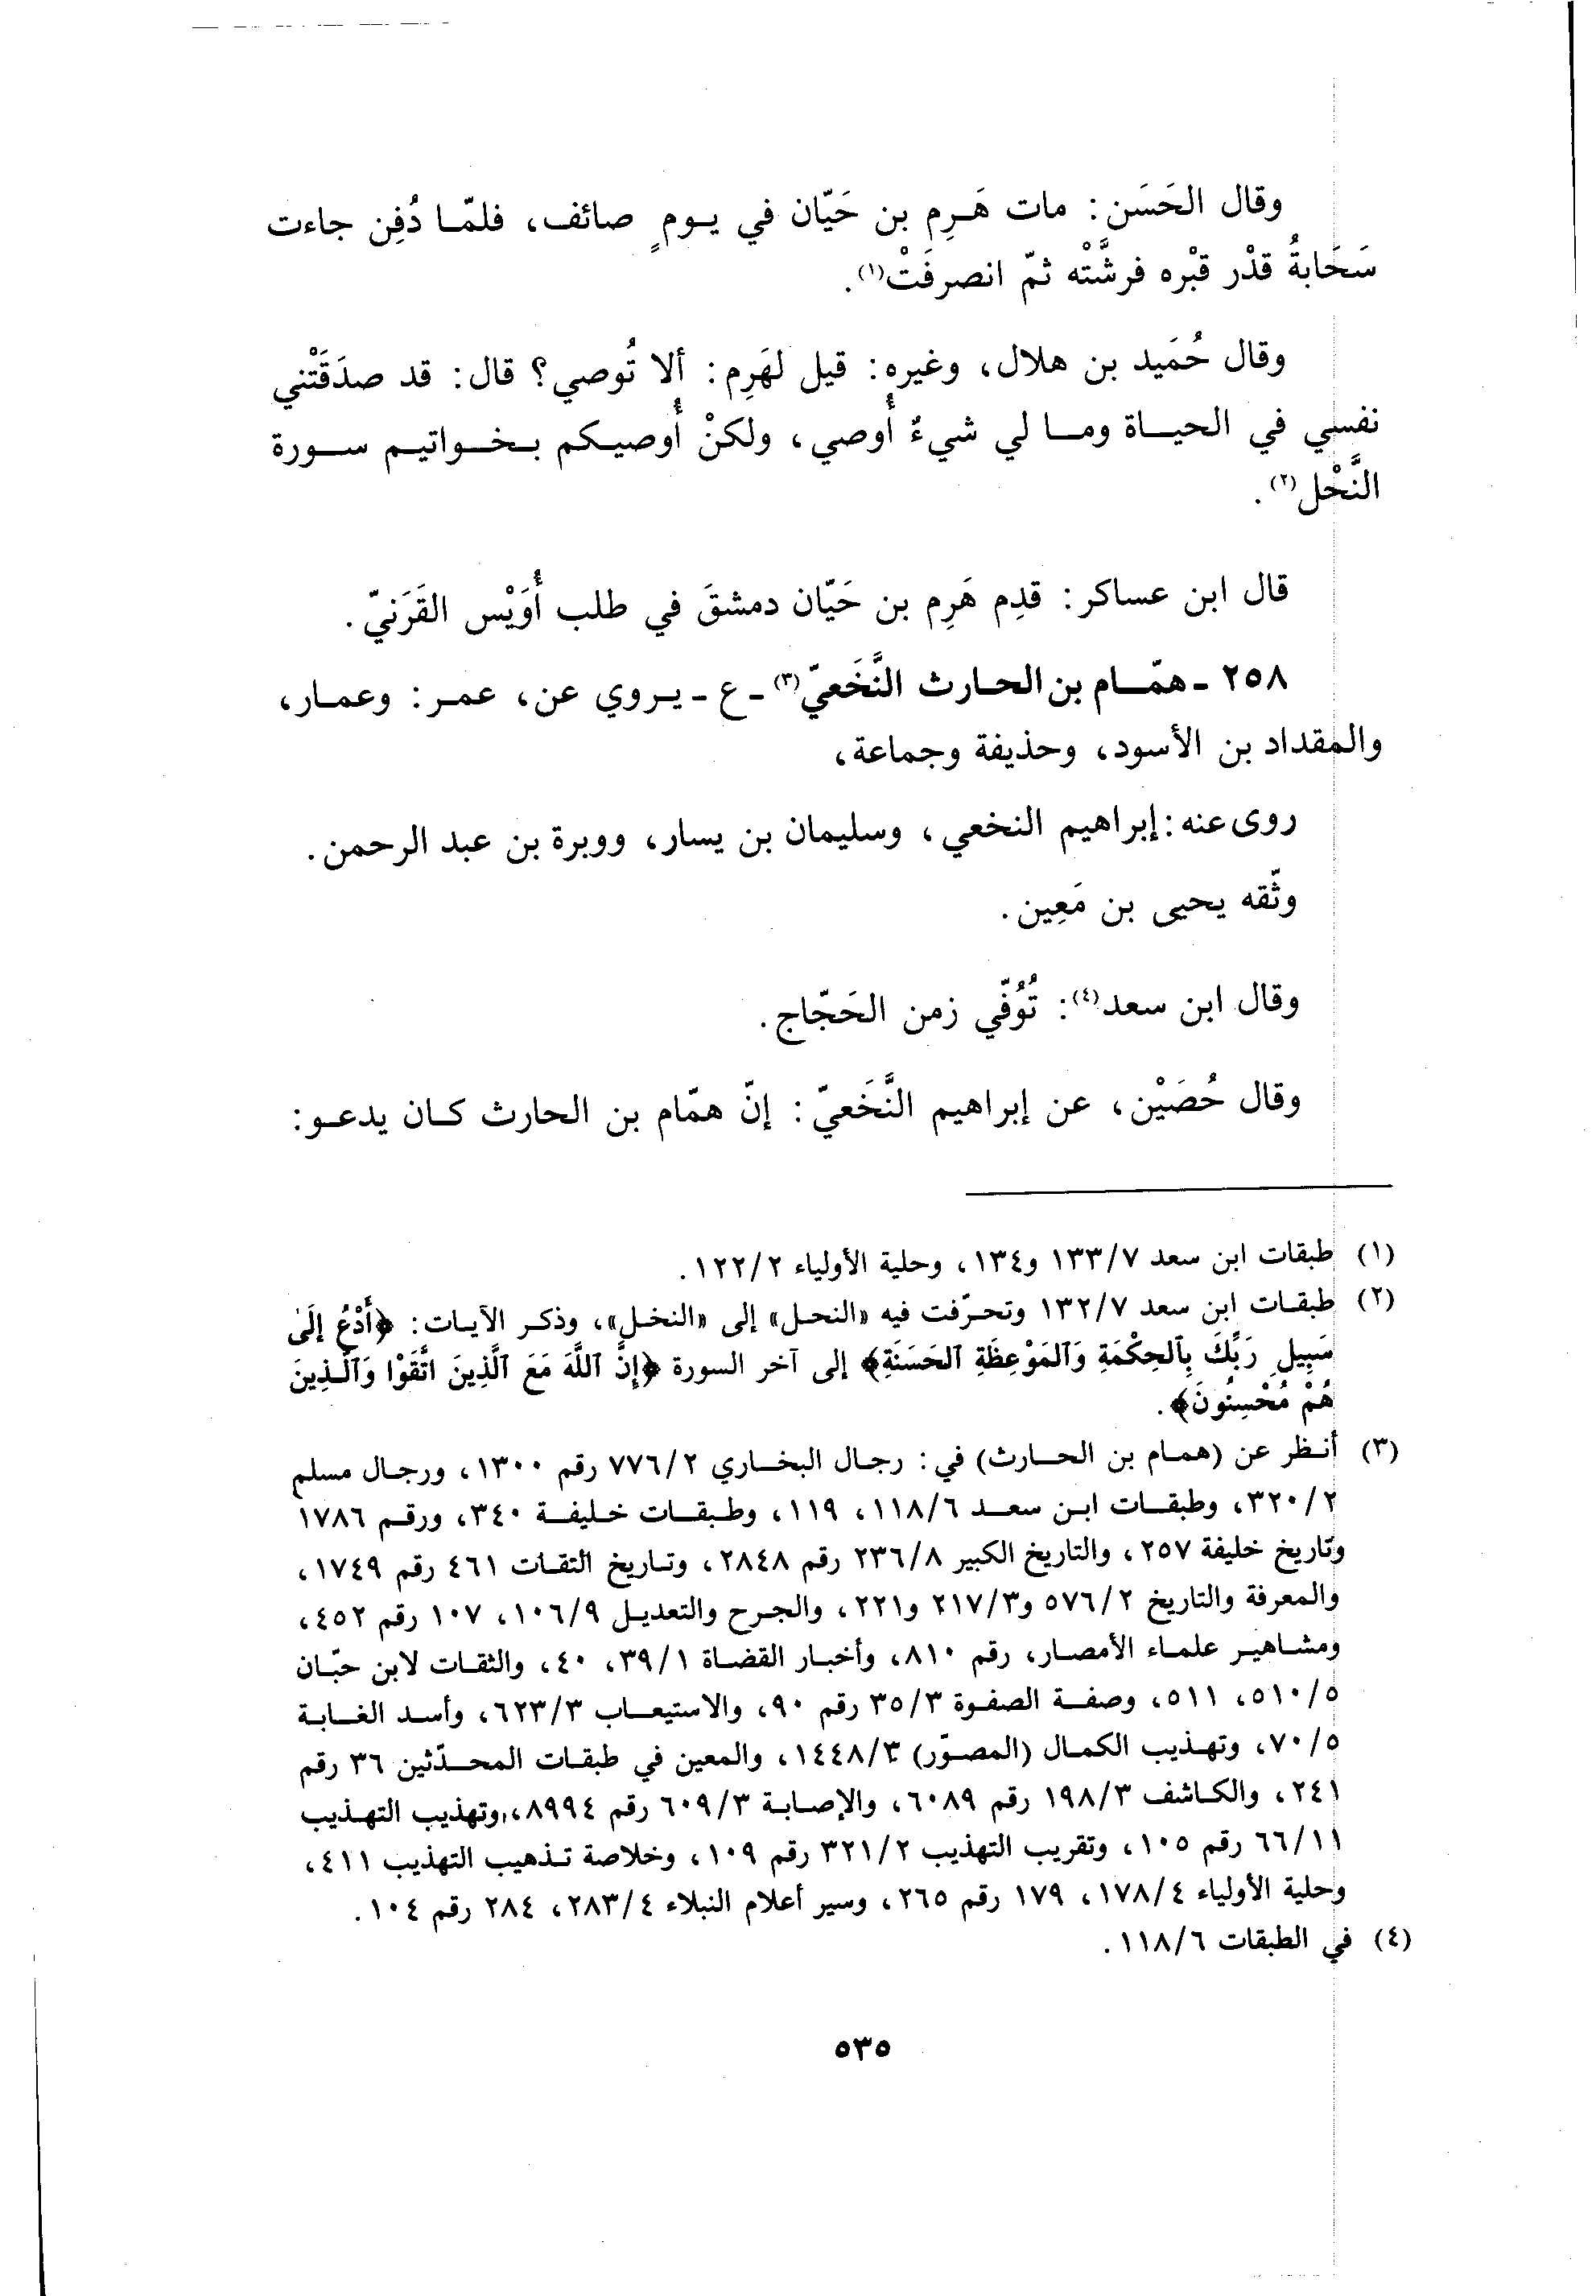 وقال الحَسَن: مات هَرِم بن حَيّان في يومٍ صائف، فلمّا دُفِن جاءت
سَحَابةُ قدْر قبْره فرشَّتْه ثمّ انصرفَتْ(١).
وقال حُمَيد بن هلال، وغيره: قيل لهَرِم: ألا تُوصي؟ قال: قد صدَقَتْني
نفسي في الحياة وما لي شيءٌ أُوصي، ولكنْ أُوصيكم بخواتيم سورة
النَّحْل(٢).
قال ابن عساكر: قدِم هَرِم بن حَيّان دمشقَ في طلب أُوَيْس القَرَنيّ.
٢٥٨ ـ همّام بن الحارث النَّخَعيّ(٣) ـ ع ـ يروي عن، عمر: وعمار،
والمقداد بن الأسود، وحذيفة وجماعة،
روى عنه: إبراهيم النخعي، وسليمان بن يسار، ووبرة بن عبد الرحمن.
وثّقه يحيى بن مَعِين.
وقال ابن سعد(٤): تُوُفّي زمن الحَجّاج.
وقال حُصَيْن، عن إبراهيم النَّخَعيّ: إنّ همّام بن الحارث كان يدعو:
(١) طبقات ابن سعد ١٣٣/٧ و١٣٤، وحلية الأولياء ١٢٢/٢.
(٢) طبقات ابن سعد ١٣٢/٧ وتحرّفت فيه «النحل» إلى «النخل»، وذكر الآيات: ﴿أَدْعُ إِلَىٰ
سَبِيلِ رَبِّكَ بِٱلحِكْمَةِ وَٱلمَوْعِظَةِ ٱلحَسَنَةِ﴾ إلى آخر السورة ﴿إِنَّ ٱللَّهَ مَعَ ٱلَّذِينَ اتَّقَوْا وَٱلَّذِينَ
هُمْ مُحْسِنُونَ﴾.
(٣) أنظر عن (همام بن الحارث) في: رجال البخاري ٧٧٦/٢ رقم ١٣٠٠، ورجال مسلم
٣٢٠/٢، وطبقات ابن سعد ١١٨/٦، ١١٩، وطبقات خليفة ٣٤٠، ورقم ١٧٨٦
وتاريخ خليفة ٢٥٧، والتاريخ الكبير ٢٣٦/٨ رقم ٢٨٤٨، وتاريخ الثقات ٤٦١ رقم ١٧٤٩،
والمعرفة والتاريخ ٥٧٦/٢ و٢١٧/٣ و٢٢١، والجرح والتعديل ١٠٦/٩، ١٠٧ رقم ٤٥٢،
ومشاهير علماء الأمصار، رقم ٨١٠، وأخبار القضاة ٣٩/١، ٤٠، والثقات لابن حبّان
٥١٠/٥، ٥١١، وصفة الصفوة ٣٥/٣ رقم ٩٠، والاستيعاب ٦٢٣/٣، وأسد الغابة
٧٠/٥، وتهذيب الكمال (المصوّر) ١٤٤٨/٣، والمعين في طبقات المحدّثين ٣٦ رقم
٢٤١، والكاشف ١٩٨/٣ رقم ٦٠٨٩، والإصابة ٦٠٩/٣ رقم ٨٩٩٤، وتهذيب التهذيب
٦٦/١١ رقم ١٠٥، وتقريب التهذيب ٣٢١/٢ رقم ١٠٩، وخلاصة تذهيب التهذيب ٤١١،
وحلية الأولياء ١٧٨/٤، ١٧٩ رقم ٢٦٥، وسير أعلام النبلاء ٢٨٣/٤، ٢٨٤ رقم ١٠٤.
(٤) في الطبقات ١١٨/٦.
٥٣٥